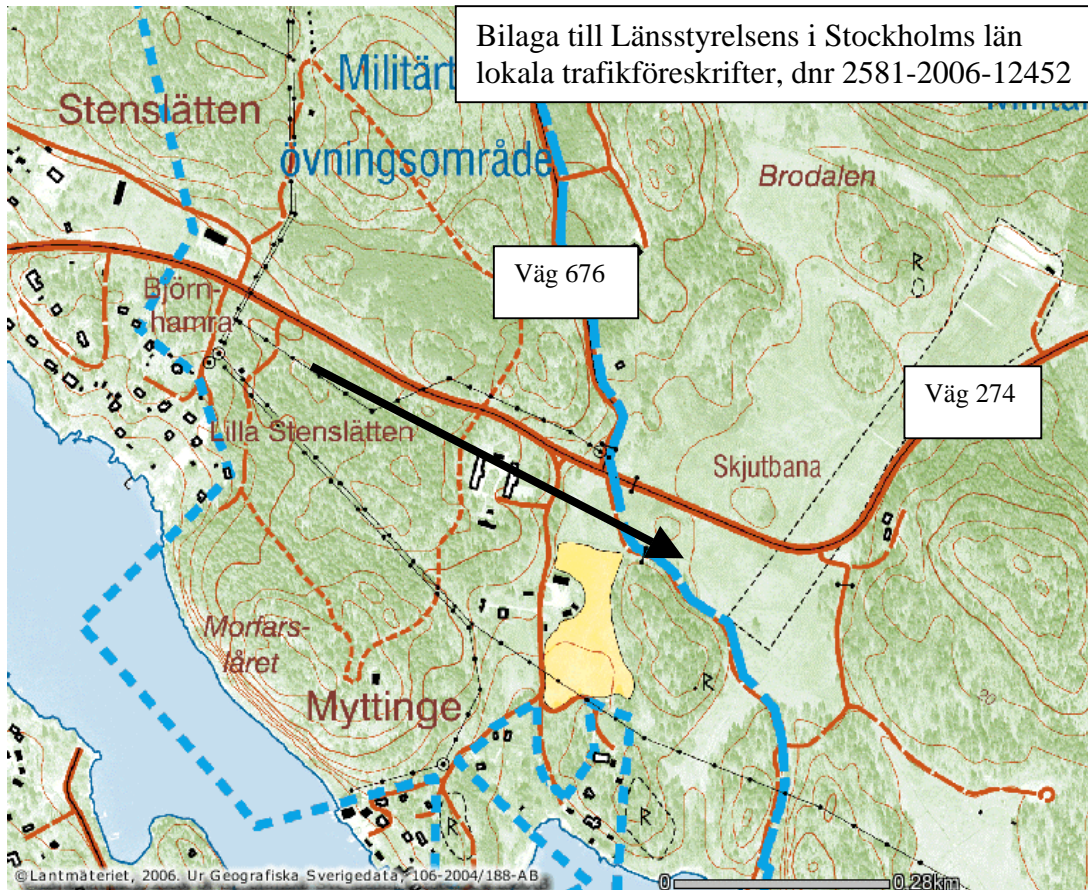 Bilaga till Länsstyrelsens i Stockholms län
lokala trafikföreskrifter, dnr 2581-2006-12452
Militärt
Stenslätten
övningsområde
Brodalen
Väg 676
R
Björn-
hamra
Väg 274
Lilla Stenslätten
Skjutbana
Morfars-
låret
R
Myttinge
20
R
R
©Lantmäteriet, 2006. Ur Geografiska Sverigedata, 106-2004/188-AB
0 0.28km